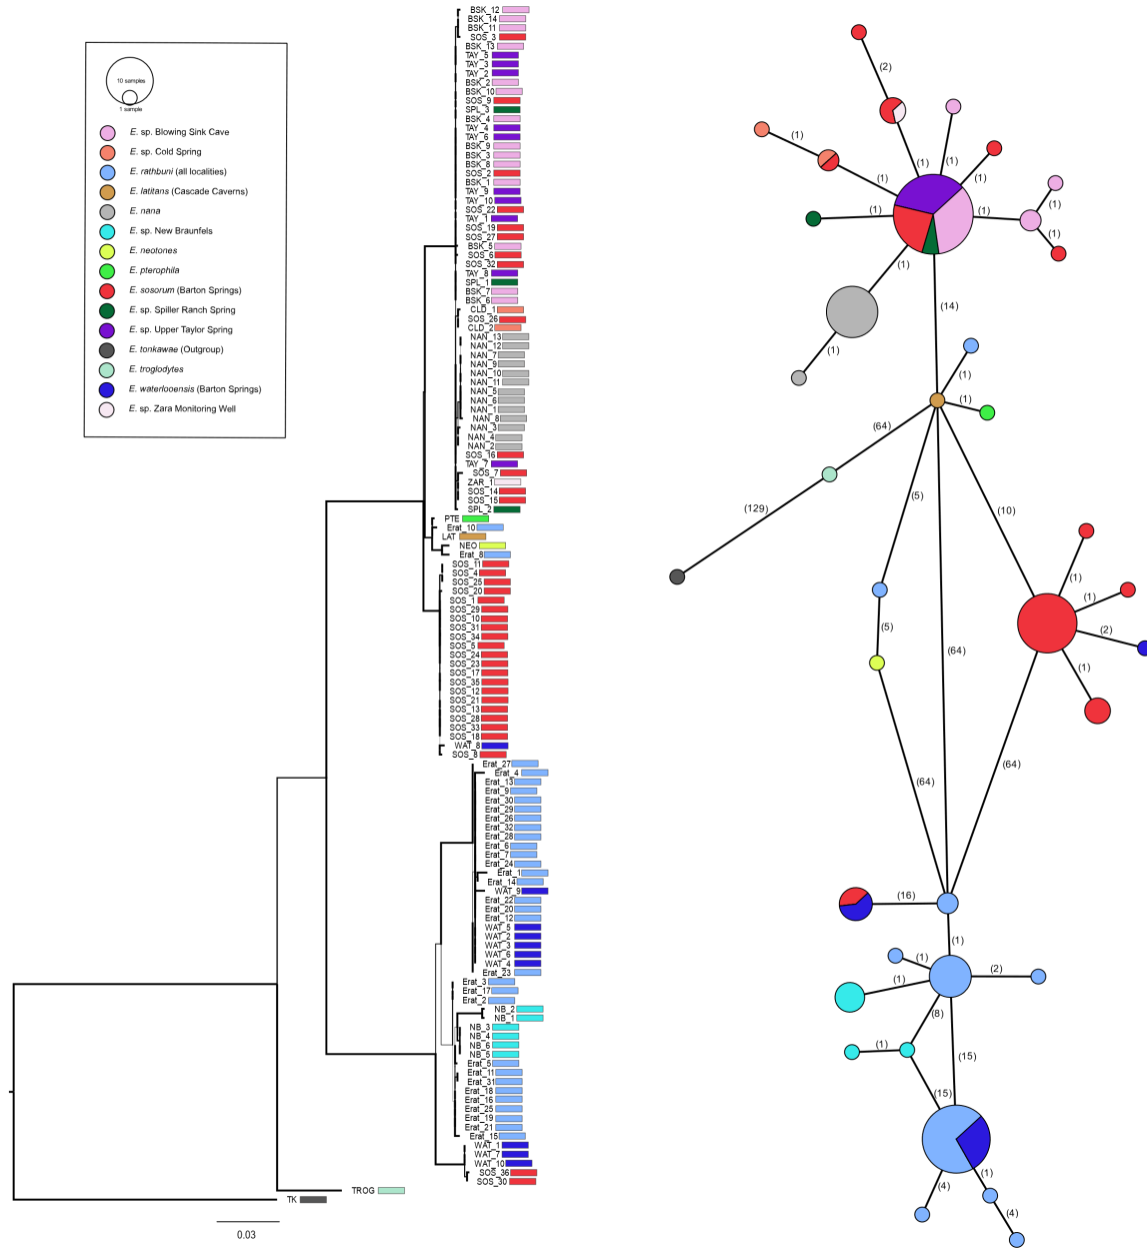 10 samples
1 sample
E. sp. Blowing Sink Cave
E. sp. Cold Spring
E. rathbuni (all localities)
E. latitans (Cascade Caverns)
E. nana
E. sp. New Braunfels
E. neotones
E. pterophila
E. sosorum (Barton Springs)
E. sp. Spiller Ranch Spring
E. sp. Upper Taylor Spring
E. tonkawae (Outgroup)
E. troglodytes
E. waterlooensis (Barton Springs)
E. sp. Zara Monitoring Well
BSK_12
BSK_14
BSK_11
SOS_3
BSK_13
TAY_5
TAY_3
TAY_2
BSK_2
BSK_10
SOS_9
SPL_3
BSK_4
TAY_4
TAY_6
BSK_9
BSK_3
BSK_8
SOS_2
BSK_1
TAY_9
TAY_10
SOS_22
TAY_1
SOS_19
SOS_27
BSK_5
SOS_6
SOS_32
TAY_8
SPL_1
BSK_7
BSK_6
CLD_1
SOS_26
CLD_2
NAN_13
NAN_12
NAN_7
NAN_9
NAN_10
NAN_11
NAN_5
NAN_6
NAN_1
NAN_8
NAN_3
NAN_4
NAN_2
SOS_16
TAY_7
SOS_7
ZAR_1
SOS_14
SOS_15
SPL_2
PTE
Erat_10
LAT
NEO
Erat_8
SOS_11
SOS_4
SOS_25
SOS_20
SOS_1
SOS_29
SOS_10
SOS_31
SOS_34
SOS_5
SOS_24
SOS_23
SOS_17
SOS_35
SOS_12
SOS_21
SOS_13
SOS_28
SOS_33
SOS_18
WAT_8
SOS_8
Erat_27
Erat_4
Erat_13
Erat_9
Erat_30
Erat_29
Erat_26
Erat_32
Erat_28
Erat_6
Erat_7
Erat_24
Erat_1
Erat_14
WAT_9
Erat_22
Erat_20
Erat_12
WAT_5
WAT_2
WAT_3
WAT_6
WAT_4
Erat_23
Erat_3
Erat_17
Erat_2
NB_2
NB_1
NB_3
NB_4
NB_6
NB_5
Erat_5
Erat_11
Erat_31
Erat_18
Erat_16
Erat_25
Erat_19
Erat_21
Erat_15
WAT_1
WAT_7
WAT_10
SOS_36
SOS_30
TROG
TK
0.03
(2)
(1)
(1)
(1)
(1)
(1)
(1)
(1)
(1)
(1)
(1)
(14)
(1)
(1)
(1)
(64)
(129)
(5)
(10)
(5)
(64)
(1)
(1)
(2)
(1)
(64)
(64)
(16)
(1)
(1)
(2)
(1)
(8)
(1)
(15)
(15)
(1)
(4)
(4)